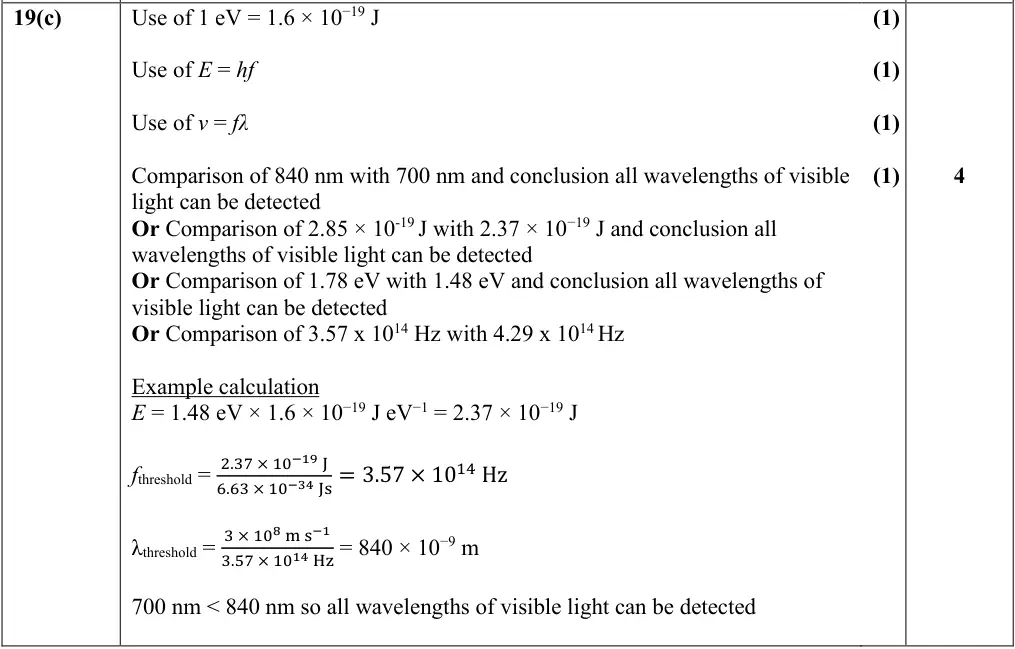 19(c) Use of 1 eV = 1.6 × 10⁻¹⁹ J (1)
Use of E = hf (1)
Use of v = fλ (1)
Comparison of 840 nm with 700 nm and conclusion all wavelengths of visible (1) 4
light can be detected
Or Comparison of 2.85 × 10⁻¹⁹ J with 2.37 × 10⁻¹⁹ J and conclusion all
wavelengths of visible light can be detected
Or Comparison of 1.78 eV with 1.48 eV and conclusion all wavelengths of
visible light can be detected
Or Comparison of 3.57 x 10¹⁴ Hz with 4.29 x 10¹⁴ Hz
Example calculation
E = 1.48 eV × 1.6 × 10⁻¹⁹ J eV⁻¹ = 2.37 × 10⁻¹⁹ J
fthreshold = 2.37 × 10⁻¹⁹ J / 6.63 × 10⁻³⁴ Js = 3.57 × 10¹⁴ Hz
λthreshold = 3 × 10⁸ m s⁻¹ / 3.57 × 10¹⁴ Hz = 840 × 10⁻⁹ m
700 nm < 840 nm so all wavelengths of visible light can be detected